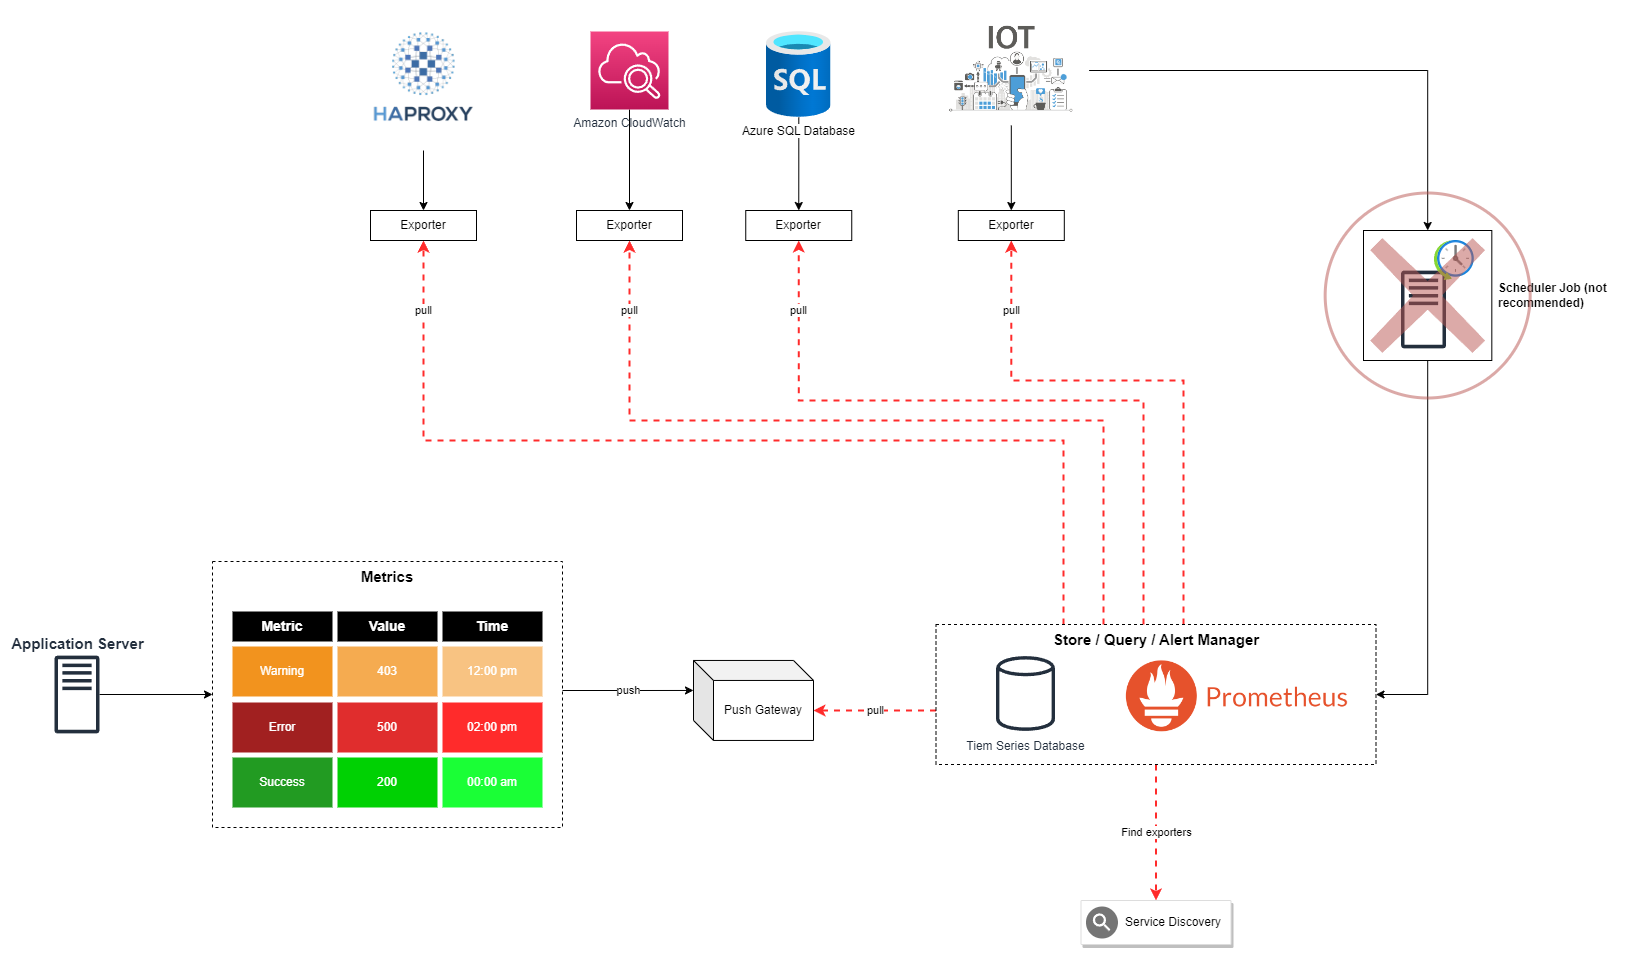 IOT
HAPROXY
Amazon CloudWatch
SQL
Azure SQL Database
Exporter
Exporter
Exporter
Exporter
Scheduler Job (not
recommended)
pull
pull
pull
pull
Metrics
Metric Value Time
Warning 403 12:00 pm
Error 500 02:00 pm
Success 200 00:00 am
Application Server
push
Push Gateway
pull
Store / Query / Alert Manager
Prometheus
Tiem Series Database
Find exporters
Service Discovery